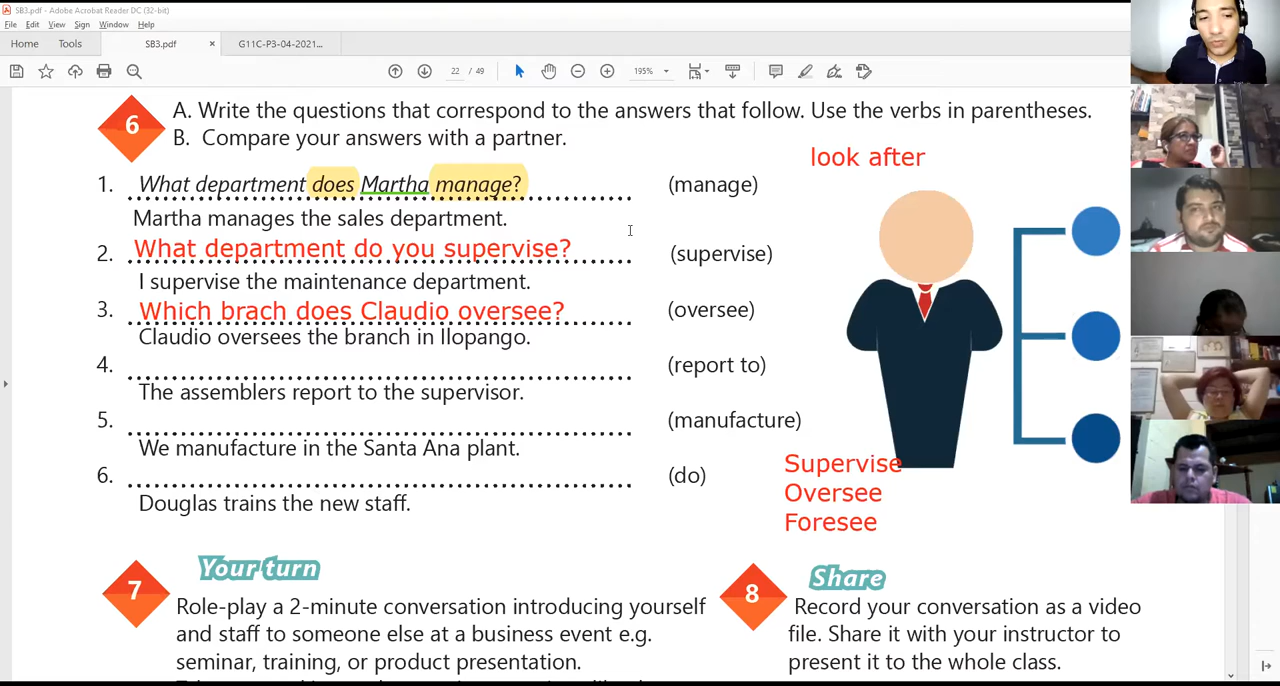 SB3.pdf - Adobe Acrobat Reader DC (32-bit)
File Edit View Sign Window Help
Home Tools SB3.pdf × G11C-P3-04-2021...
22 / 49 195%
6 A. Write the questions that correspond to the answers that follow. Use the verbs in parentheses.
B. Compare your answers with a partner.
look after
1. What department does Martha manage? (manage)
Martha manages the sales department.
2. What department do you supervise? (supervise)
I supervise the maintenance department.
3. Which brach does Claudio oversee? (oversee)
Claudio oversees the branch in Ilopango.
4. (report to)
The assemblers report to the supervisor.
5. (manufacture)
We manufacture in the Santa Ana plant.
6. (do)
Douglas trains the new staff.
Supervise
Oversee
Foresee
7 Your turn
Role-play a 2-minute conversation introducing yourself
and staff to someone else at a business event e.g.
seminar, training, or product presentation.
8 Share
Record your conversation as a video
file. Share it with your instructor to
present it to the whole class.